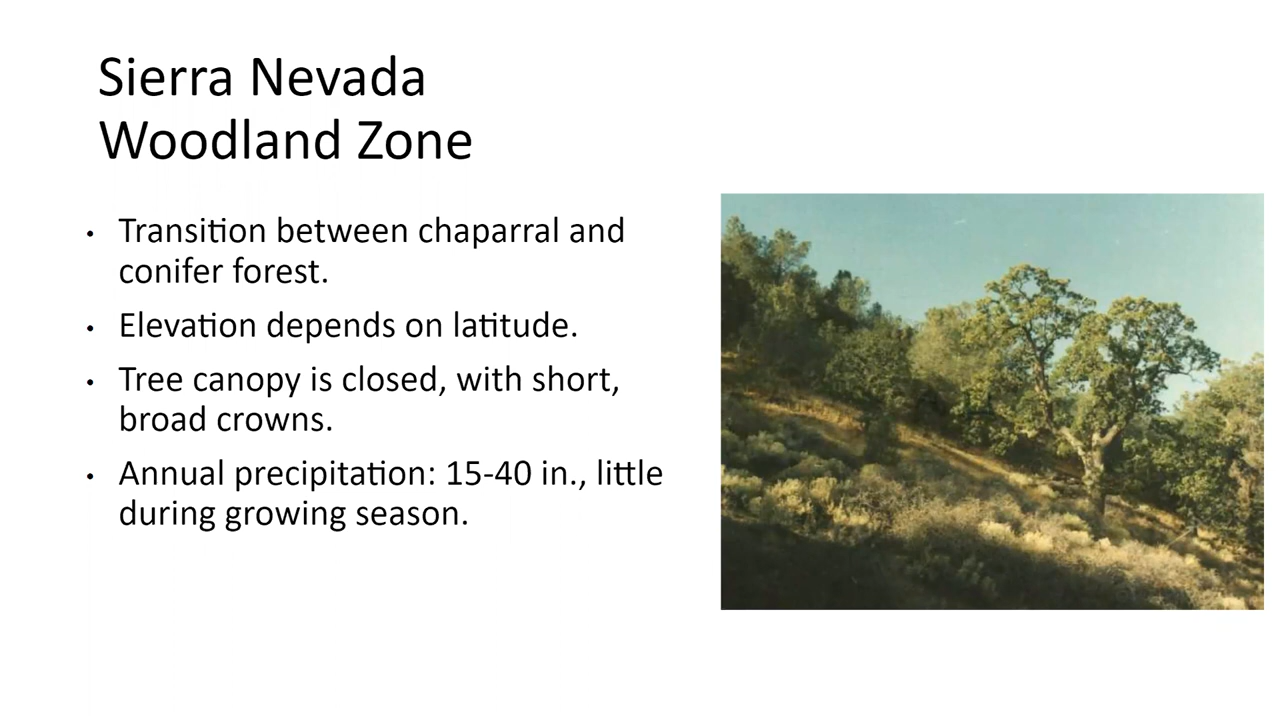 Sierra Nevada
Woodland Zone
• Transition between chaparral and
conifer forest.
• Elevation depends on latitude.
• Tree canopy is closed, with short,
broad crowns.
• Annual precipitation: 15-40 in., little
during growing season.